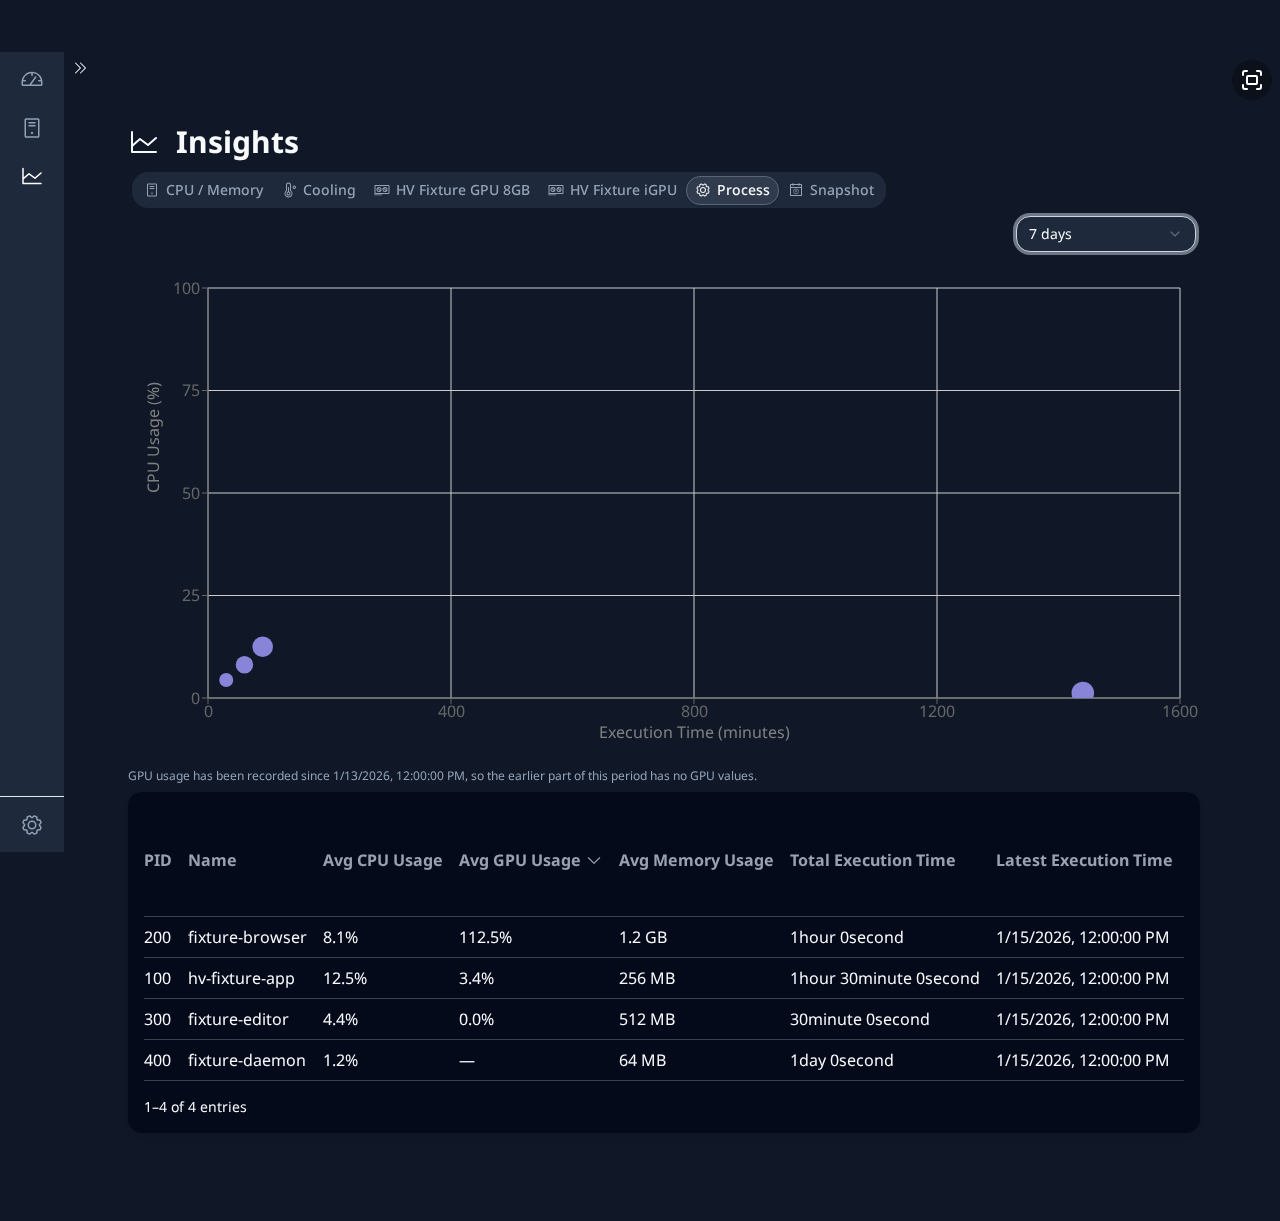 Insights
CPU / Memory Cooling HV Fixture GPU 8GB HV Fixture iGPU Process Snapshot
7 days
100
75
50
25
0
CPU Usage (%)
0 400 800 1200 1600
Execution Time (minutes)
GPU usage has been recorded since 1/13/2026, 12:00:00 PM, so the earlier part of this period has no GPU values.
PID Name Avg CPU Usage Avg GPU Usage Avg Memory Usage Total Execution Time Latest Execution Time
200 fixture-browser 8.1% 112.5% 1.2 GB 1hour 0second 1/15/2026, 12:00:00 PM
100 hv-fixture-app 12.5% 3.4% 256 MB 1hour 30minute 0second 1/15/2026, 12:00:00 PM
300 fixture-editor 4.4% 0.0% 512 MB 30minute 0second 1/15/2026, 12:00:00 PM
400 fixture-daemon 1.2% — 64 MB 1day 0second 1/15/2026, 12:00:00 PM
1–4 of 4 entries